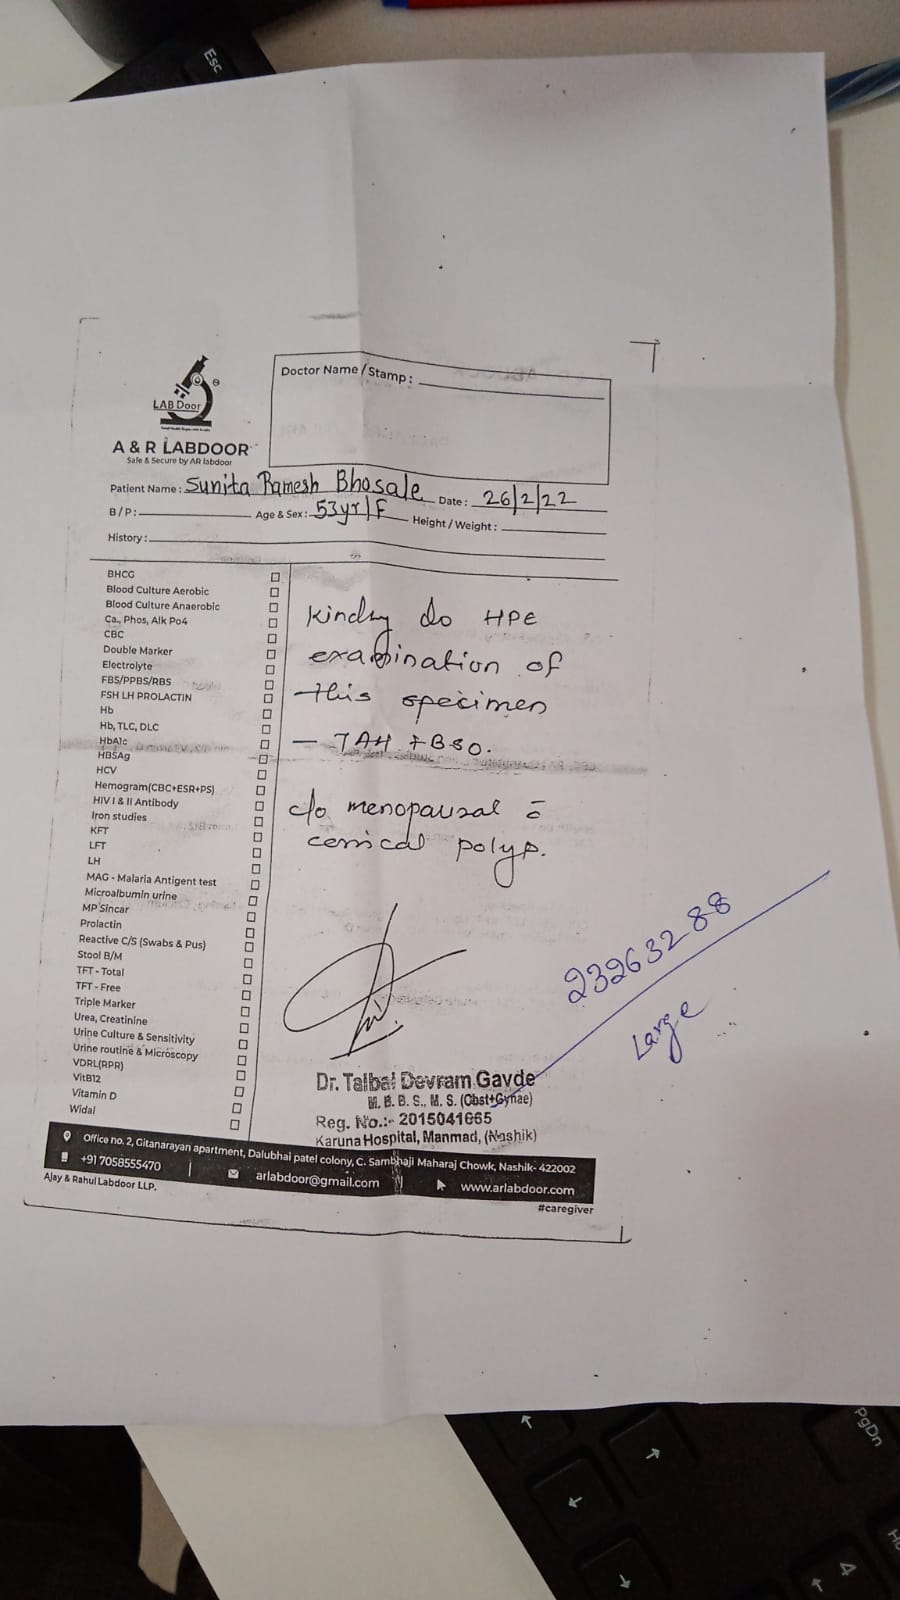 Esc
Doctor Name / Stamp :
LAB Door
A & R LABDOOR
Safe & Secure by AR labdoor
Patient Name : Sunita Ramesh Bhosale Date : 26/2/22
B / P : Age & Sex : 53yr/F Height / Weight :
History :
BHCG
Blood Culture Aerobic
Blood Culture Anaerobic
Ca., Phos, Alk Po4
CBC
Double Marker
Electrolyte
FBS/PPBS/RBS
FSH LH PROLACTIN
Hb
Hb, TLC, DLC
HbA1c
HBSAg
HCV
Hemogram(CBC+ESR+PS)
HIV I & II Antibody
Iron studies
KFT
LFT
LH
MAG - Malaria Antigent test
Microalbumin urine
MP Sincar
Prolactin
Reactive C/S (Swabs & Pus)
Stool B/M
TFT - Total
TFT - Free
Triple Marker
Urea, Creatinine
Urine Culture & Sensitivity
Urine routine & Microscopy
VDRL(RPR)
VitB12
Vitamin D
Widal
Kindly do HPE
examination of
this specimen
- TAH + BSO.
c/o menopausal c̄
cervical polyp.
23263288
Large
Dr. Taibai Devram Gavde
M. B. B. S., M. S. (Obst+Gynae)
Reg. No.:- 2015041665
Karuna Hospital, Manmad, (Nashik)
Office no. 2, Gitanarayan apartment, Dalubhai patel colony, C. Sambhaji Maharaj Chowk, Nashik- 422002
+91 7058555470 | arlabdoor@gmail.com | www.arlabdoor.com
Ajay & Rahul Labdoor LLP.
#caregiver
PgDn